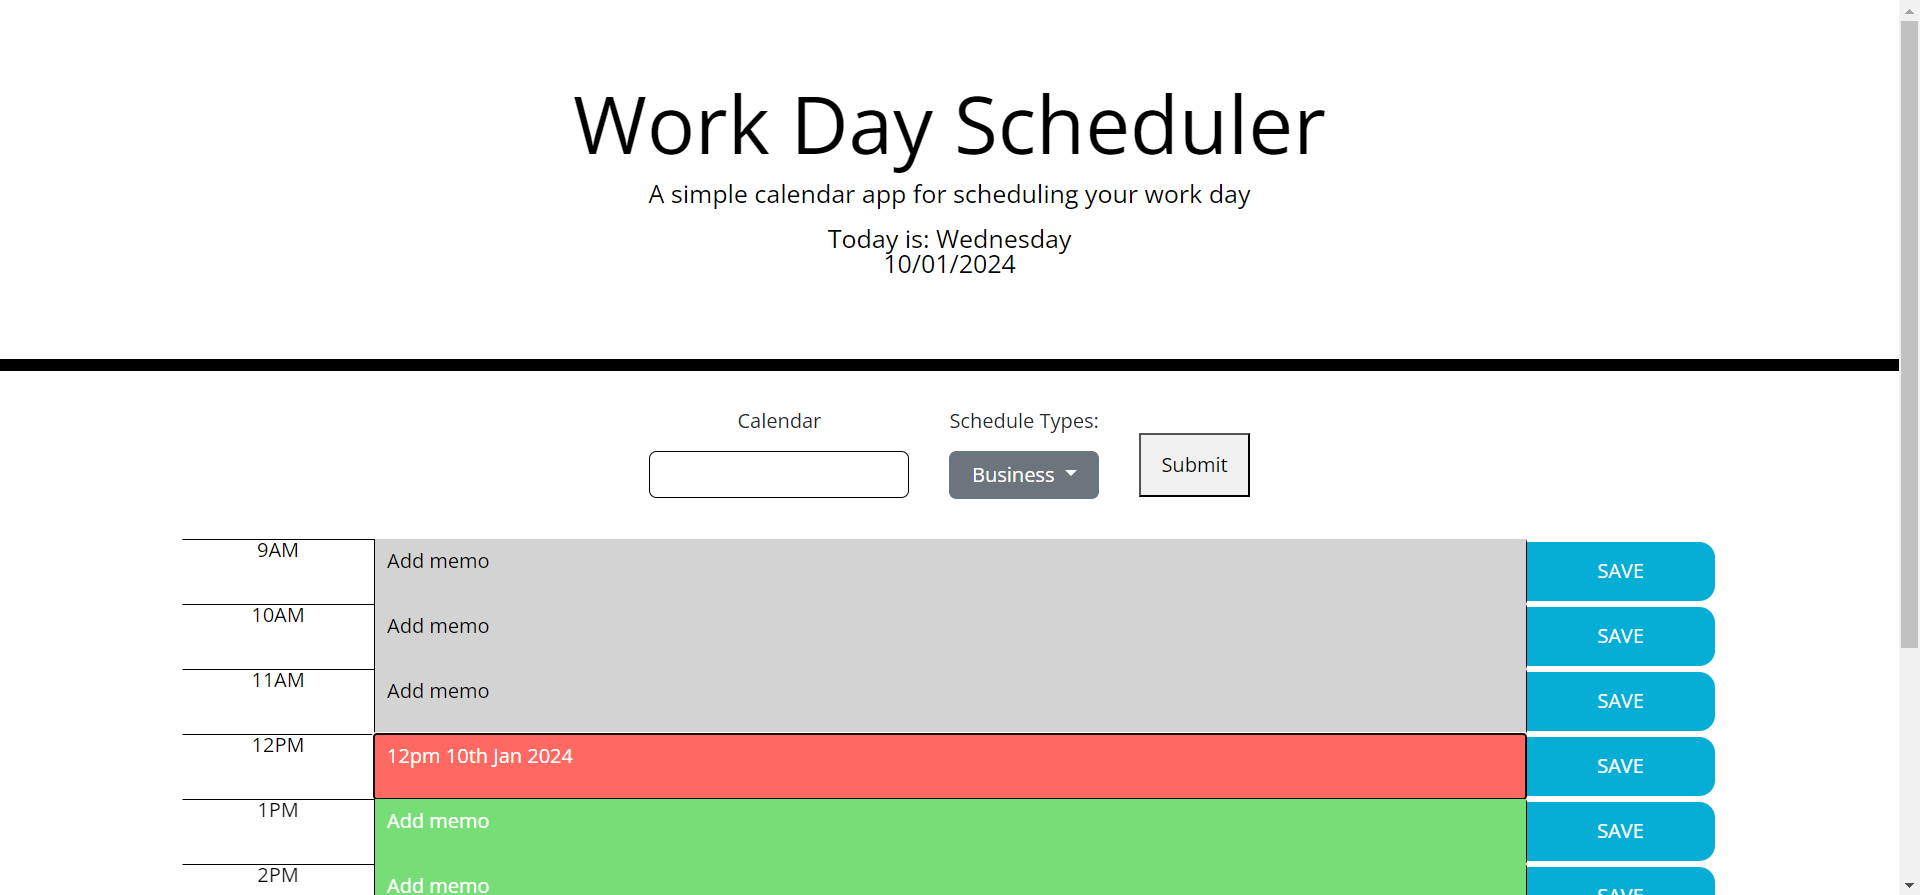 Work Day Scheduler
A simple calendar app for scheduling your work day
Today is: Wednesday
10/01/2024
Calendar
Schedule Types:
Business
Submit
9AM
Add memo
SAVE
10AM
Add memo
SAVE
11AM
Add memo
SAVE
12PM
12pm 10th Jan 2024
SAVE
1PM
Add memo
SAVE
2PM
Add memo
SAVE